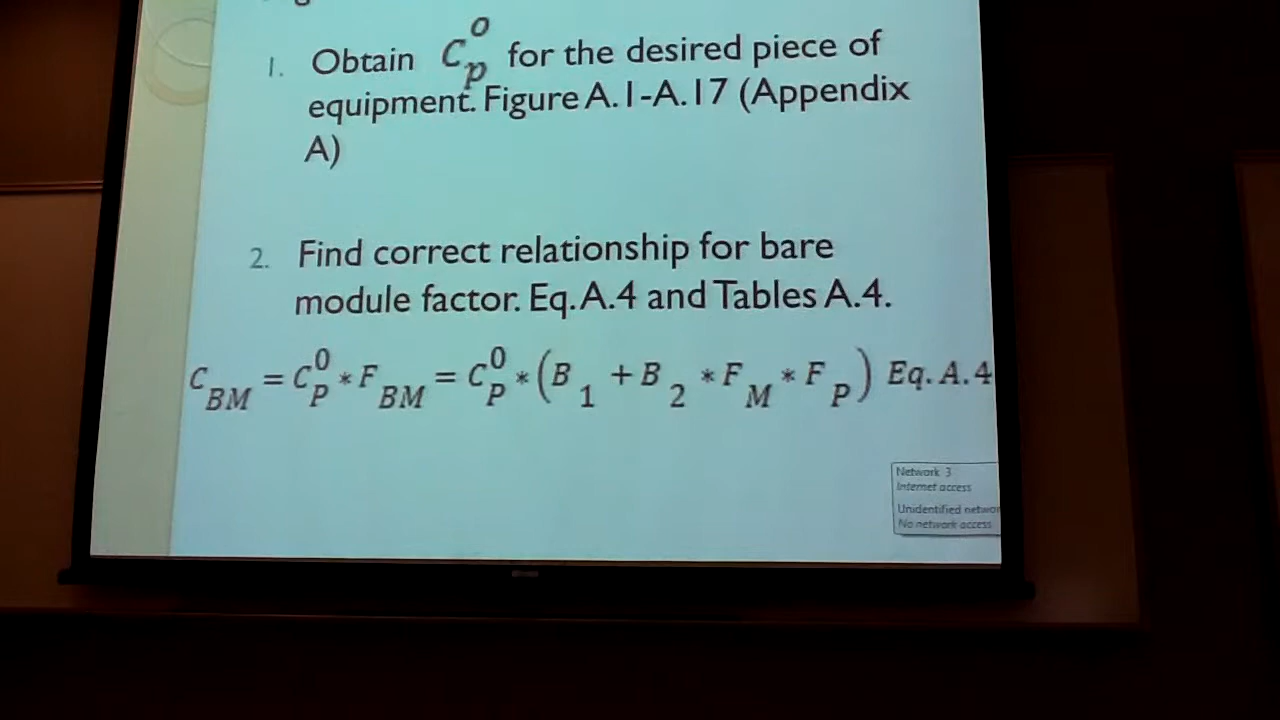 1. Obtain C_p^o for the desired piece of
equipment. Figure A.1-A.17 (Appendix
A)
2. Find correct relationship for bare
module factor. Eq. A.4 and Tables A.4.
C_BM = C_P^0 * F_BM = C_P^0 * (B_1 + B_2 * F_M * F_P) Eq. A.4
Network 3
Internet access
Unidentified networ
No network access